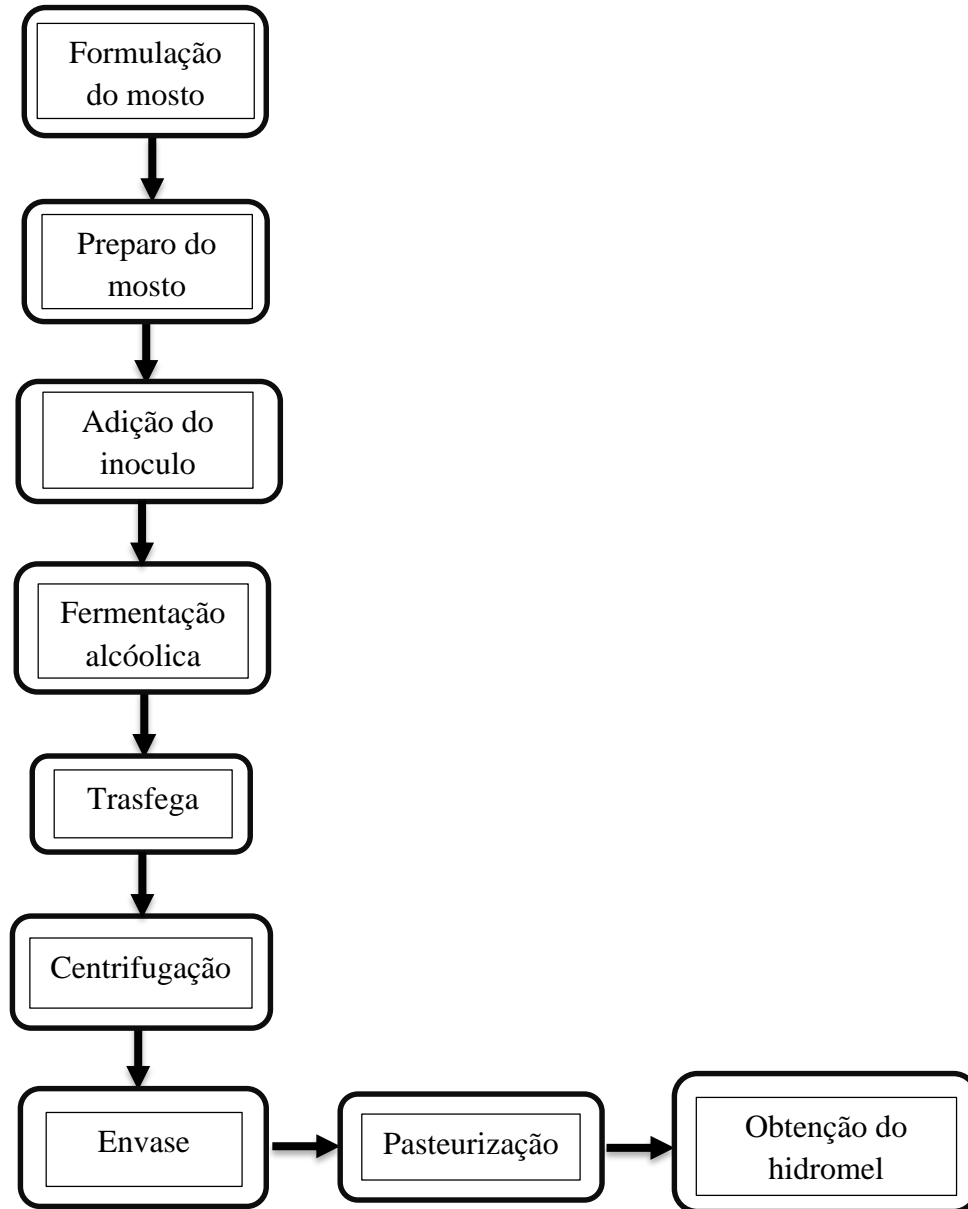 Formulação
do mosto
Preparo do
mosto
Adição do
inoculo
Fermentação
alcóolica
Trasfega
Centrifugação
Envase
Pasteurização
Obtenção do
hidromel